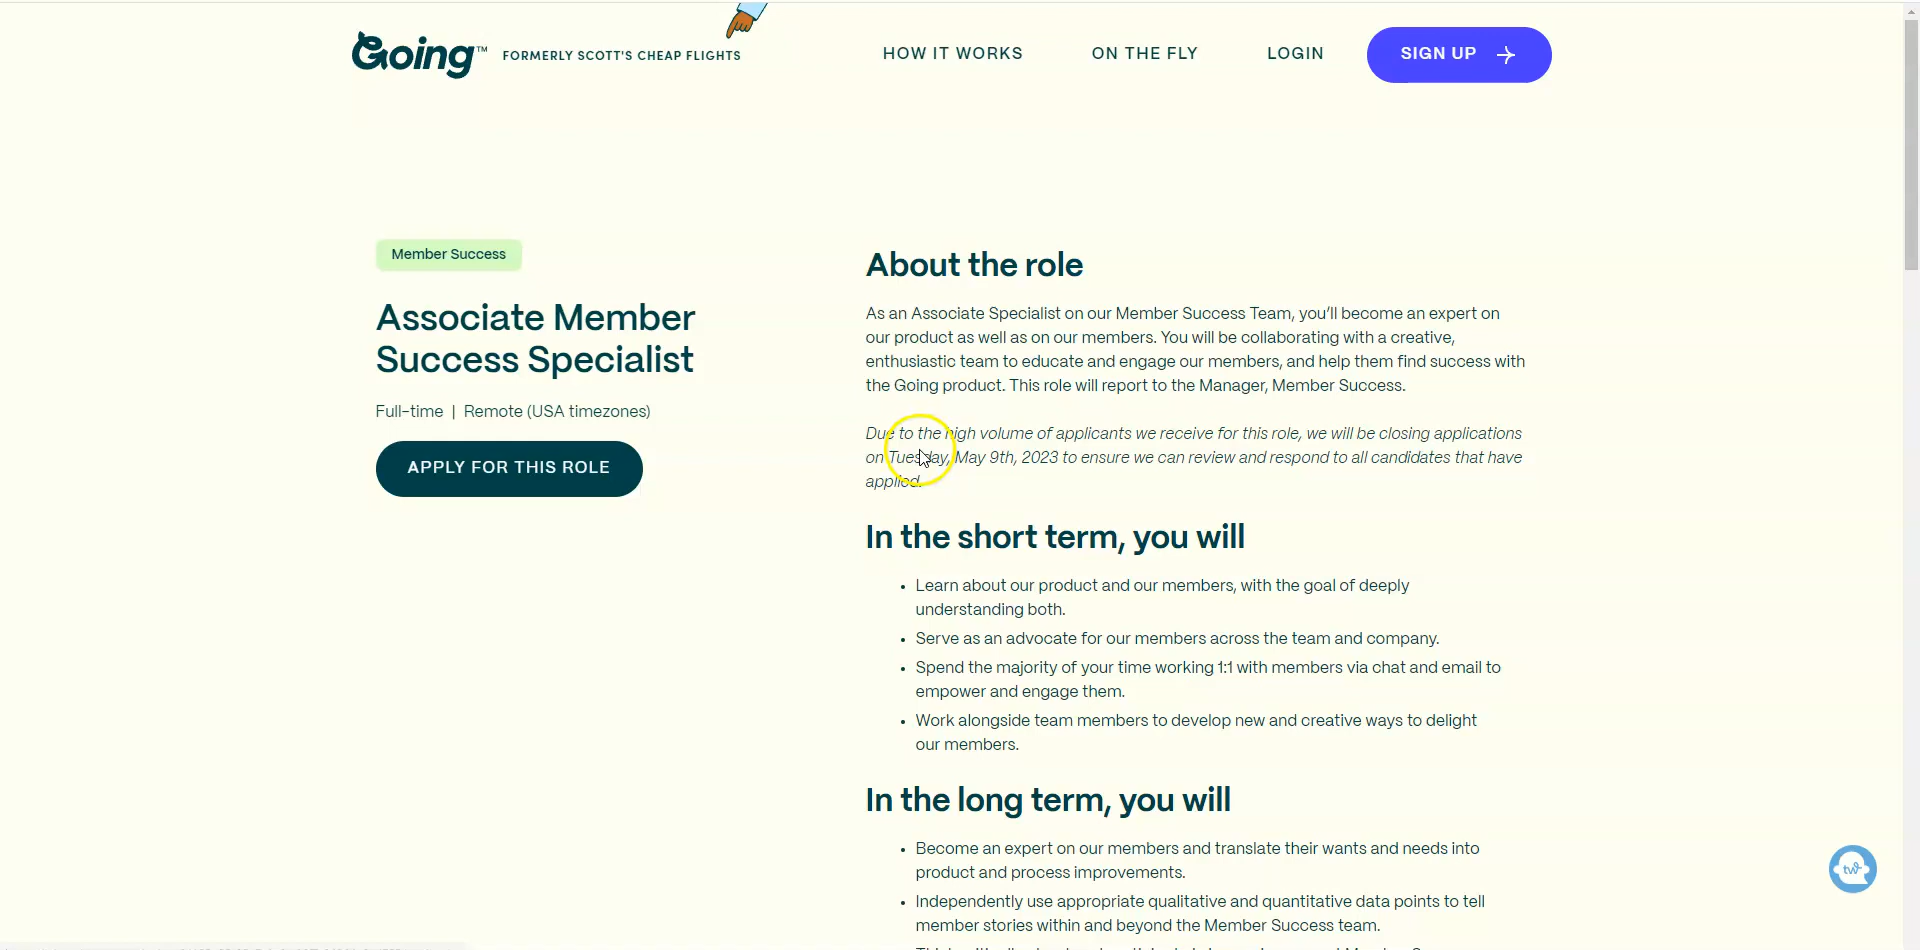 Going™ FORMERLY SCOTT'S CHEAP FLIGHTS
HOW IT WORKS
ON THE FLY
LOGIN
SIGN UP
Member Success
Associate Member
Success Specialist
Full-time | Remote (USA timezones)
APPLY FOR THIS ROLE
About the role
As an Associate Specialist on our Member Success Team, you'll become an expert on
our product as well as on our members. You will be collaborating with a creative,
enthusiastic team to educate and engage our members, and help them find success with
the Going product. This role will report to the Manager, Member Success.
Due to the high volume of applicants we receive for this role, we will be closing applications
on Tuesday, May 9th, 2023 to ensure we can review and respond to all candidates that have
applied.
In the short term, you will
• Learn about our product and our members, with the goal of deeply
understanding both.
• Serve as an advocate for our members across the team and company.
• Spend the majority of your time working 1:1 with members via chat and email to
empower and engage them.
• Work alongside team members to develop new and creative ways to delight
our members.
In the long term, you will
• Become an expert on our members and translate their wants and needs into
product and process improvements.
• Independently use appropriate qualitative and quantitative data points to tell
member stories within and beyond the Member Success team.
tw